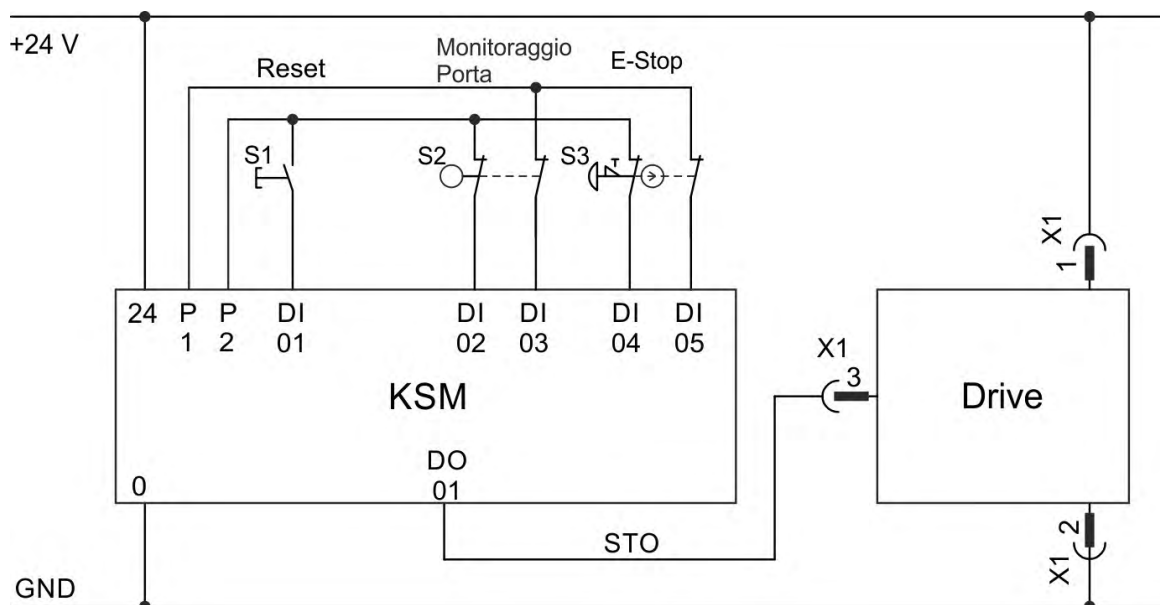 +24 V
Reset
Monitoraggio
Porta
E-Stop
S1
S2
S3
X1
1
24 P P DI DI DI DI DI
1 2 01 02 03 04 05
KSM
X1
3
Drive
DO
01
0
STO
2
X1
GND